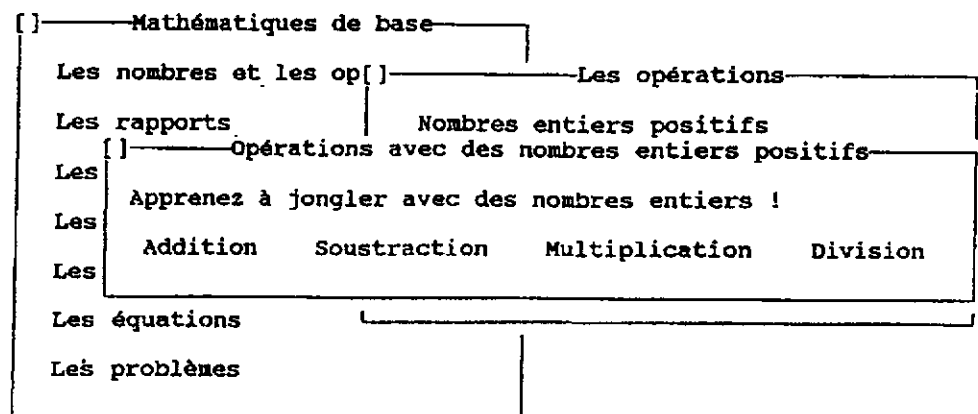 [ ] Mathématiques de base
Les nombres et les op[ ] Les opérations
Les rapports Nombres entiers positifs
[ ] Opérations avec des nombres entiers positifs
Les
Apprenez à jongler avec des nombres entiers !
Les
Addition Soustraction Multiplication Division
Les
Les équations
Les problèmes